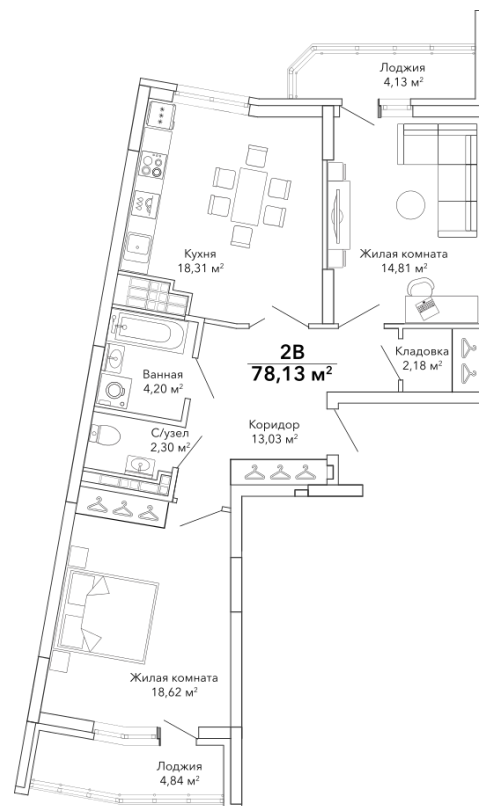 Лоджия
4,13 м²
Кухня
18,31 м²
Жилая комната
14,81 м²
2В
78,13 м²
Кладовка
2,18 м²
Ванная
4,20 м²
С/узел
2,30 м²
Коридор
13,03 м²
Жилая комната
18,62 м²
Лоджия
4,84 м²